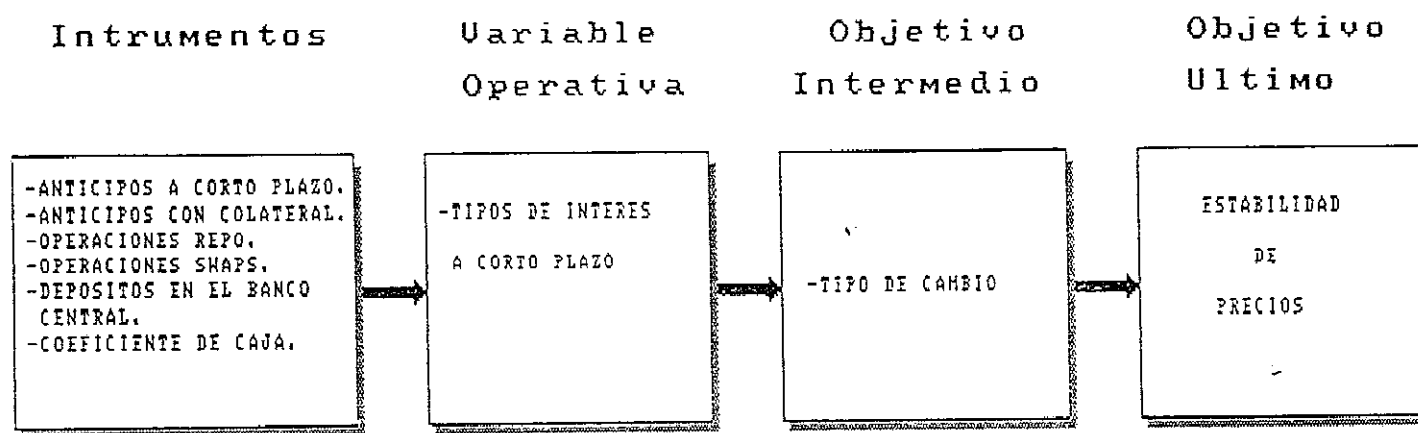 Intrumentos
Variable
Operativa
Objetivo
Intermedio
Objetivo
Ultimo
-ANTICIPOS A CORTO PLAZO.
-ANTICIPOS CON COLATERAL.
-OPERACIONES REPO.
-OPERACIONES SWAPS.
-DEPOSITOS EN EL BANCO
CENTRAL.
-COEFICIENTE DE CAJA.
-TIPOS DE INTERES
A CORTO PLAZO
-TIPO DE CAMBIO
ESTABILIDAD
DE
PRECIOS